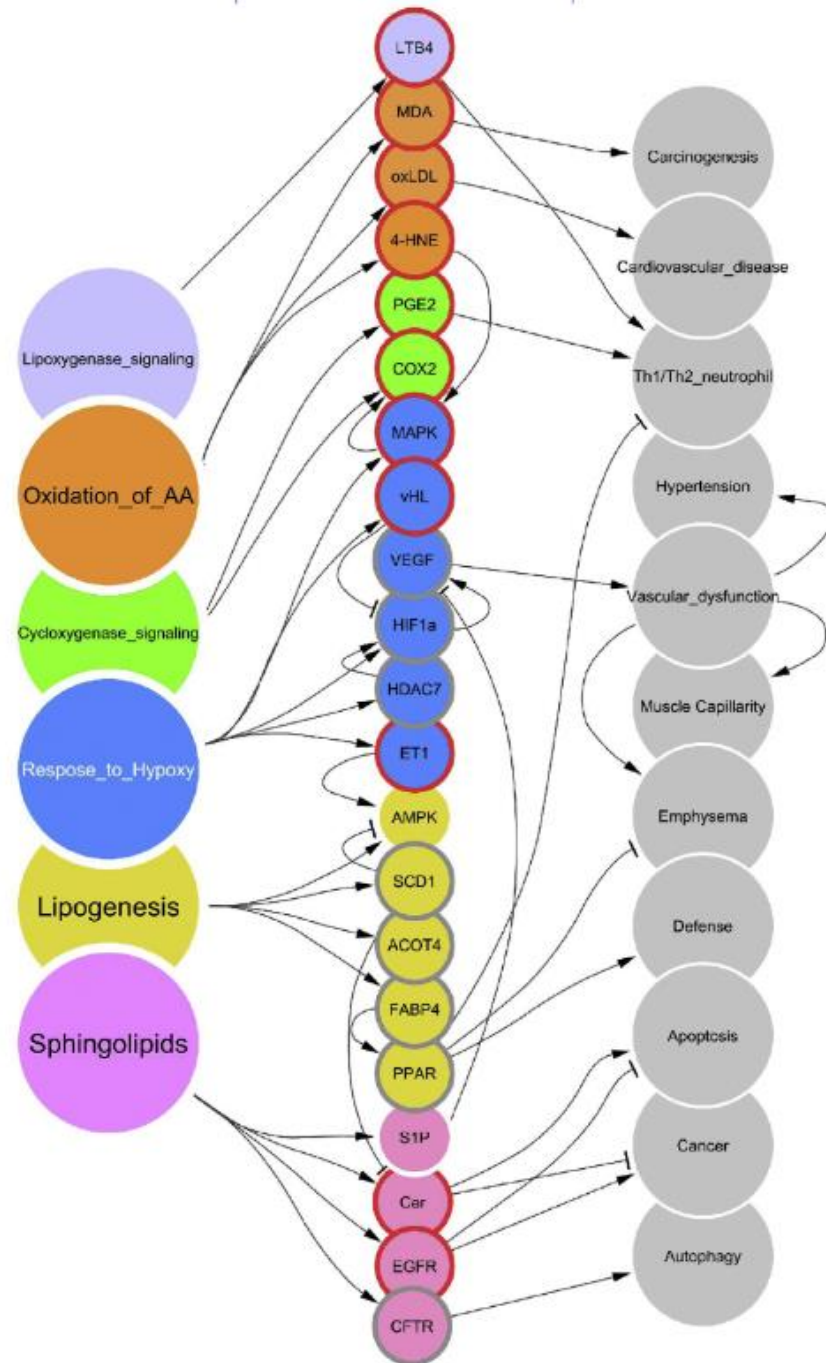 LTB4
MDA
oxLDL
4-HNE
PGE2
COX2
MAPK
vHL
VEGF
HIF1a
HDAC7
ET1
AMPK
SCD1
ACOT4
FABP4
PPAR
S1P
Cer
EGFR
CFTR
Lipoxygenase_signaling
Oxidation_of_AA
Cycloxygenase_signaling
Respose_to_Hypoxy
Lipogenesis
Sphingolipids
Carcinogenesis
Cardiovascular_disease
Th1/Th2_neutrophil
Hypertension
Vascular_dysfunction
Muscle Capillarity
Emphysema
Defense
Apoptosis
Cancer
Autophagy